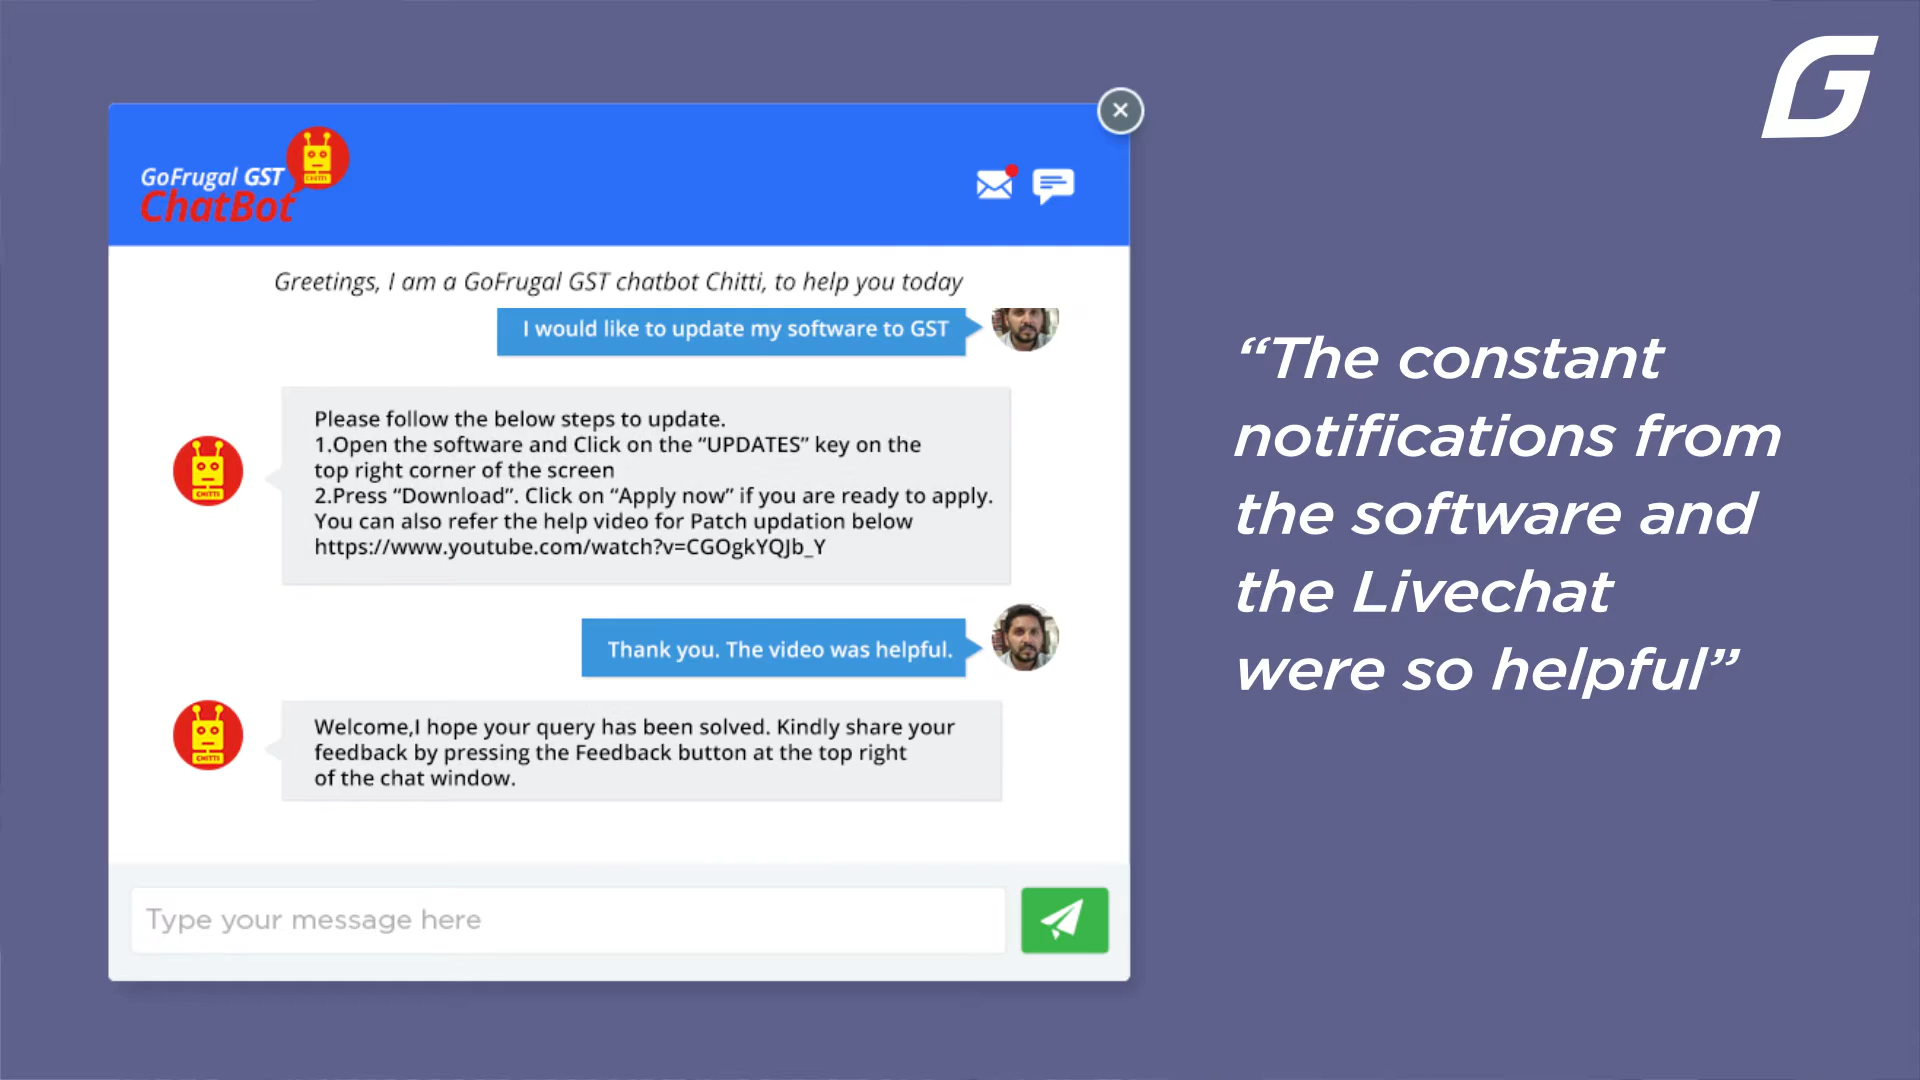 GoFrugal GST
ChatBot
CHITTI
Greetings, I am a GoFrugal GST chatbot Chitti, to help you today
I would like to update my software to GST
Please follow the below steps to update.
1.Open the software and Click on the “UPDATES” key on the
top right corner of the screen
2.Press “Download”. Click on “Apply now” if you are ready to apply.
You can also refer the help video for Patch updation below
https://www.youtube.com/watch?v=CGOgkYQJb_Y
CHITTI
Thank you. The video was helpful.
Welcome,I hope your query has been solved. Kindly share your
feedback by pressing the Feedback button at the top right
of the chat window.
CHITTI
Type your message here
G
“The constant
notifications from
the software and
the Livechat
were so helpful”